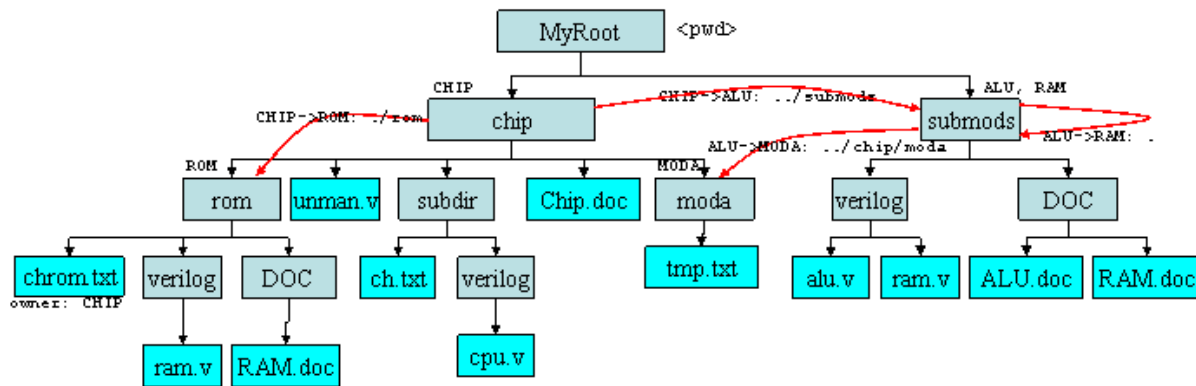 MyRoot <pwd>
CHIP
CHIP->ALU: ../submods
ALU, RAM
CHIP->ROM: ./rom
chip
submods
ALU->MODA: ../chip/moda
ALU->RAM: .
ROM
MODA
rom unman.v subdir Chip.doc moda verilog DOC
chrom.txt verilog DOC ch.txt verilog tmp.txt alu.v ram.v ALU.doc RAM.doc
owner: CHIP
ram.v RAM.doc cpu.v